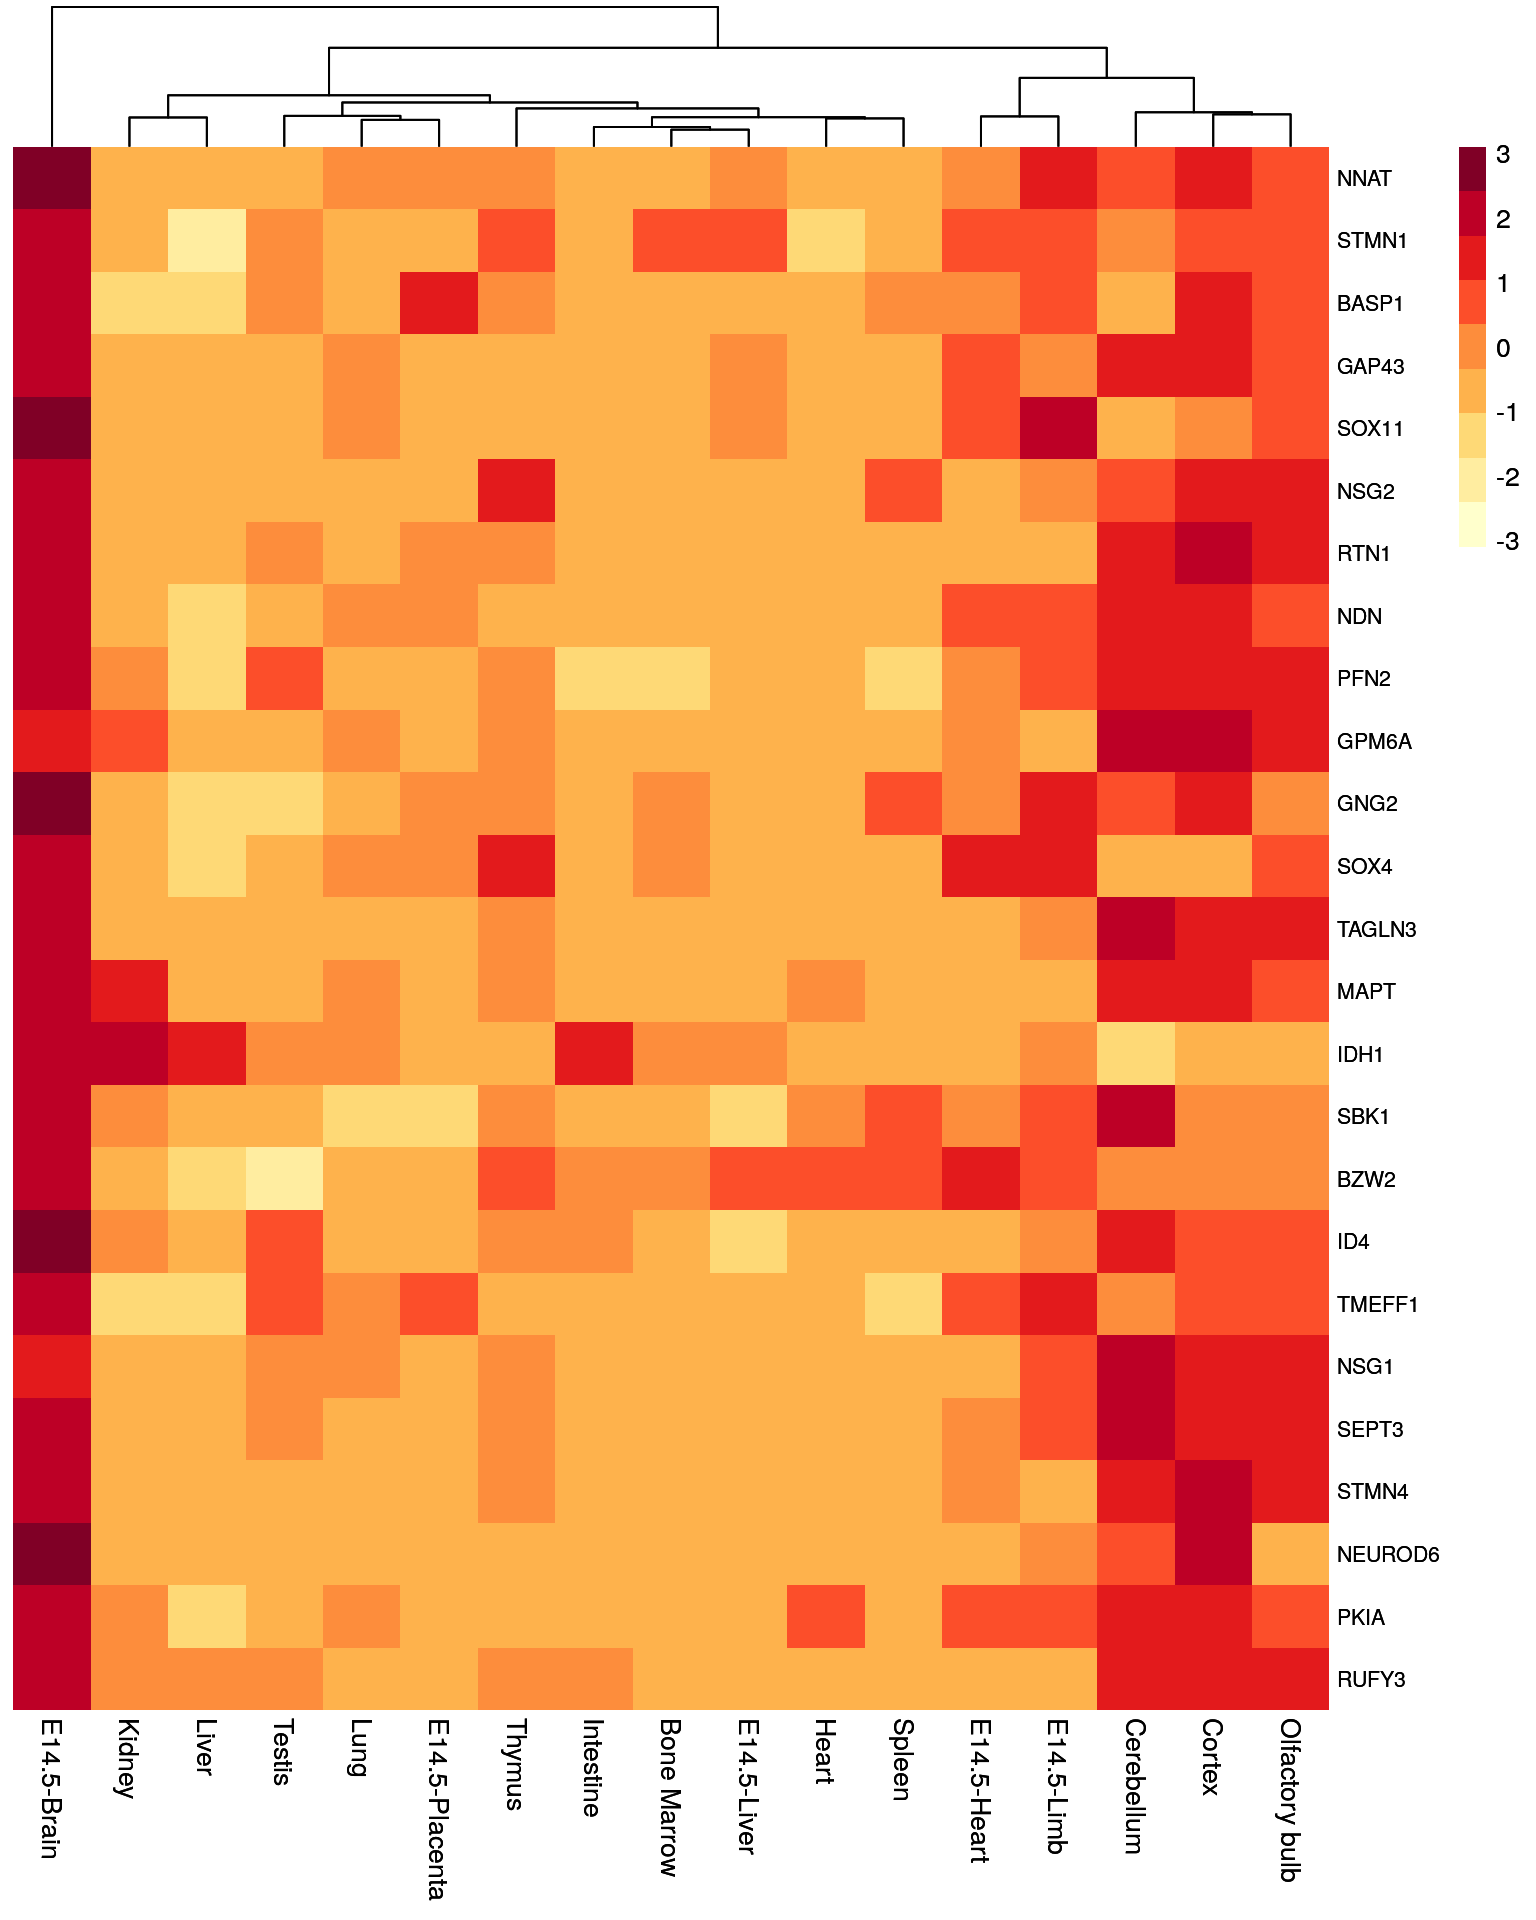 NNAT
STMN1
BASP1
GAP43
SOX11
NSG2
RTN1
NDN
PFN2
GPM6A
GNG2
SOX4
TAGLN3
MAPT
IDH1
SBK1
BZW2
ID4
TMEFF1
NSG1
SEPT3
STMN4
NEUROD6
PKIA
RUFY3
3
2
1
0
-1
-2
-3
E14.5-Brain
Kidney
Liver
Testis
Lung
E14.5-Placenta
Thymus
Intestine
Bone Marrow
E14.5-Liver
Heart
Spleen
E14.5-Heart
E14.5-Limb
Cerebellum
Cortex
Olfactory bulb